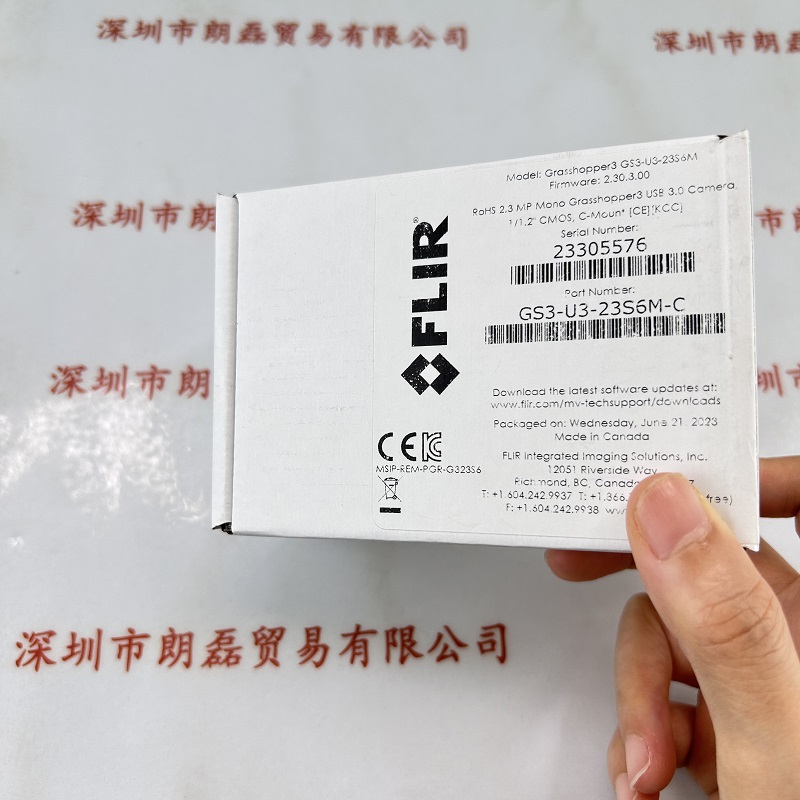 深圳市朗磊贸易有限公司
深圳市朗磊
深圳市朗
深圳市朗
Model: Grasshopper3 GS3-U3-23S6M
Firmware: 2.30.3.00
RoHS 2.3 MP Mono Grasshopper3 USB 3.0 Camera,
1/1.2" CMOS, C-Mount [CE][KCC]
Serial Number:
23305576
Part Number:
GS3-U3-23S6M-C
FLIR
Download the latest software updates at:
www.flir.com/mv-techsupport/downloads
Packaged on: Wednesday, June 21, 2023
Made in Canada
CE
MSIP-REM-PGR-G323S6
FLIR Integrated Imaging Solutions, Inc.
12051 Riverside Way
Richmond, BC, Canada
T: +1.604.242.9937 T: +1.866. free)
F: +1.604.242.9938
深圳市朗磊贸易有限公司